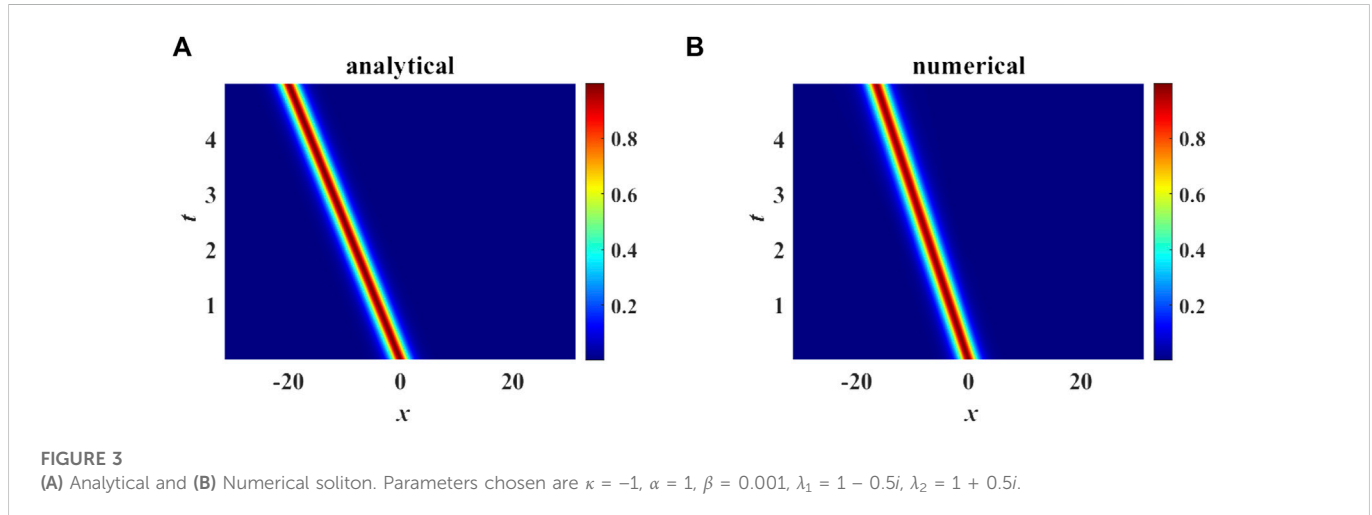 A
analytical
4
3
2
1
t
-20 0 20
x
0.8
0.6
0.4
0.2
B
numerical
4
3
2
1
t
-20 0 20
x
0.8
0.6
0.4
0.2
FIGURE 3
(A) Analytical and (B) Numerical soliton. Parameters chosen are κ = −1, α = 1, β = 0.001, λ₁ = 1 − 0.5i, λ₂ = 1 + 0.5i.